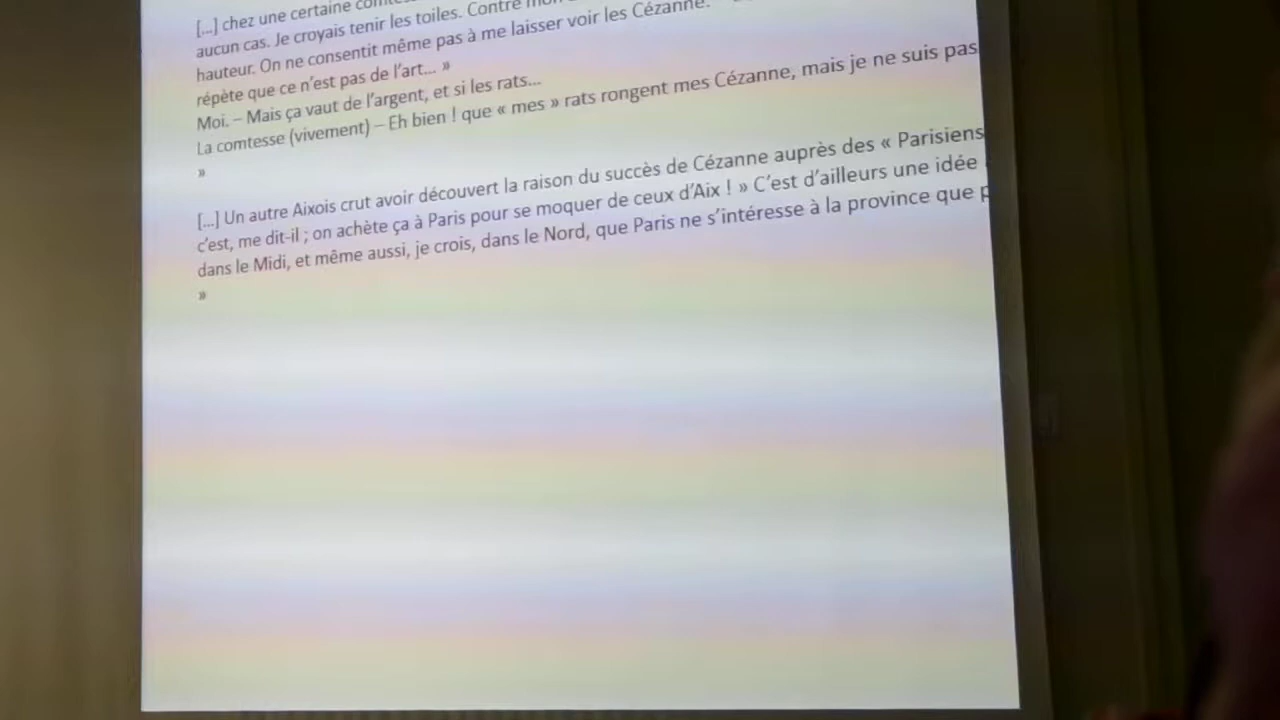 [...] chez une certaine
aucun cas. Je croyais tenir les toiles. Contre
hauteur. On ne consentit même pas à me laisser voir les Cézanne.
répète que ce n'est pas de l'art... »
Moi. – Mais ça vaut de l'argent, et si les rats...
La comtesse (vivement) – Eh bien ! que « mes » rats rongent mes Cézanne, mais je ne suis pas
»
[...] Un autre Aixois crut avoir découvert la raison du succès de Cézanne auprès des « Parisiens
c'est, me dit-il ; on achète ça à Paris pour se moquer de ceux d'Aix ! » C'est d'ailleurs une idée
dans le Midi, et même aussi, je crois, dans le Nord, que Paris ne s'intéresse à la province que
»